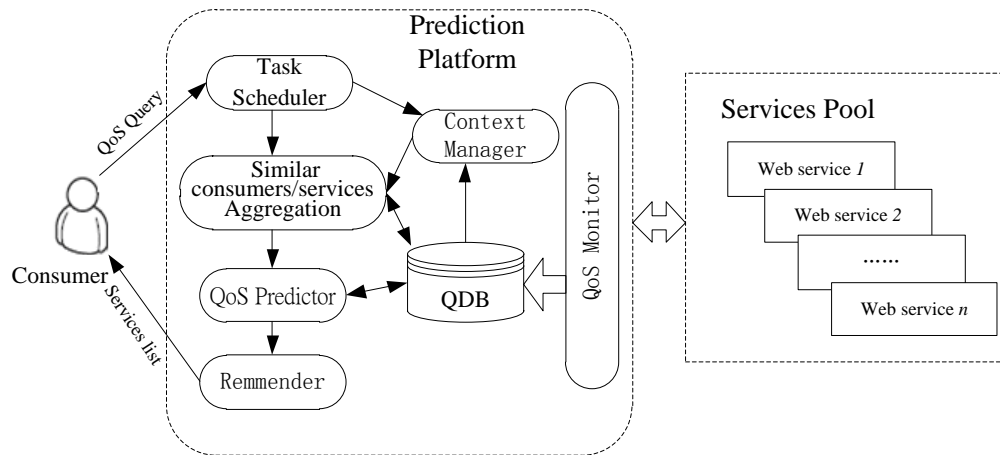 Prediction
Platform
Task
Scheduler
QoS Query
Context
Manager
Similar
consumers/services
Aggregation
Consumer
QoS Predictor
QDB
QoS Monitor
Services list
Remmender
Services Pool
Web service 1
Web service 2
......
Web service n